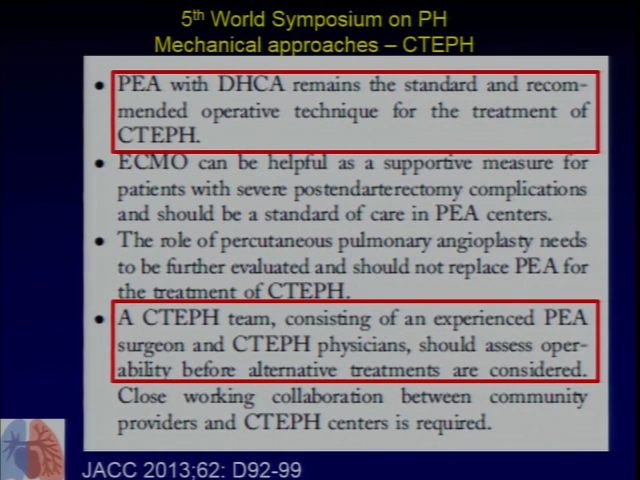 5th World Symposium on PH
Mechanical approaches – CTEPH
• PEA with DHCA remains the standard and recom-
mended operative technique for the treatment of
CTEPH.
• ECMO can be helpful as a supportive measure for
patients with severe postendarterectomy complications
and should be a standard of care in PEA centers.
• The role of percutaneous pulmonary angioplasty needs
to be further evaluated and should not replace PEA for
the treatment of CTEPH.
• A CTEPH team, consisting of an experienced PEA
surgeon and CTEPH physicians, should assess oper-
ability before alternative treatments are considered.
Close working collaboration between community
providers and CTEPH centers is required.
JACC 2013;62: D92-99